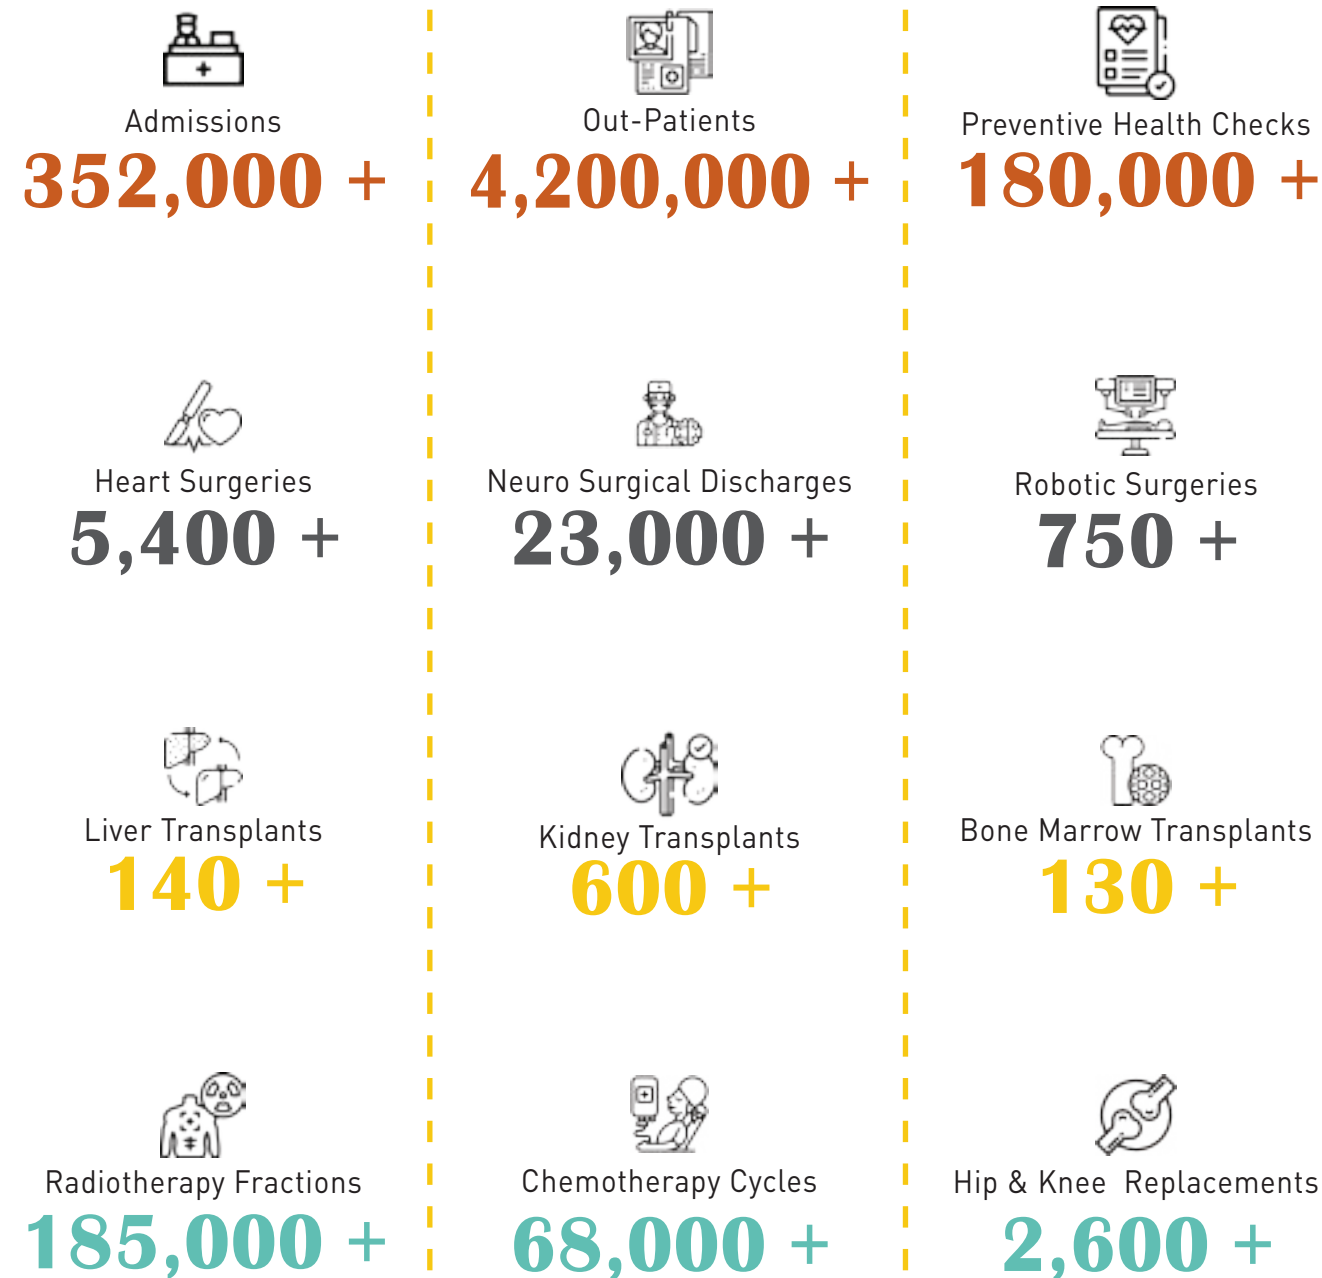 Admissions
352,000 +
Out-Patients
4,200,000 +
Preventive Health Checks
180,000 +
Heart Surgeries
5,400 +
Neuro Surgical Discharges
23,000 +
Robotic Surgeries
750 +
Liver Transplants
140 +
Kidney Transplants
600 +
Bone Marrow Transplants
130 +
Radiotherapy Fractions
185,000 +
Chemotherapy Cycles
68,000 +
Hip & Knee  Replacements
2,600 +